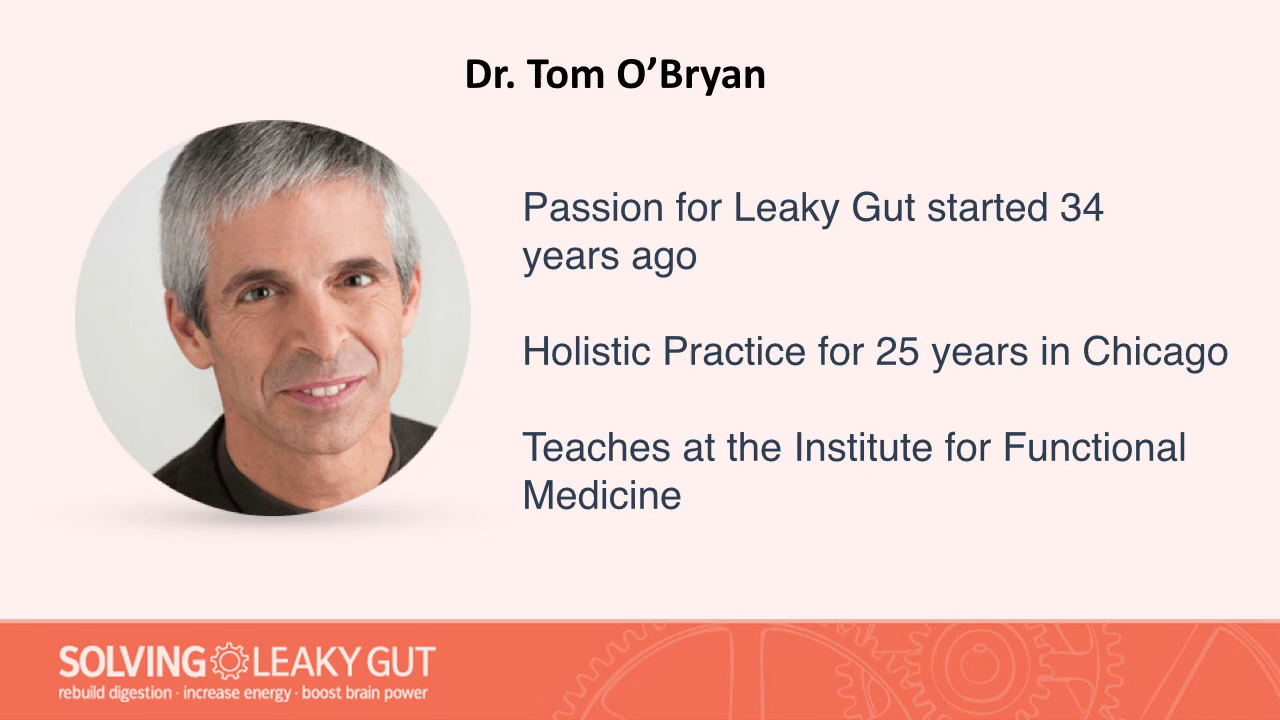 Dr. Tom O’Bryan
Passion for Leaky Gut started 34
years ago
Holistic Practice for 25 years in Chicago
Teaches at the Institute for Functional
Medicine
SOLVING LEAKY GUT
rebuild digestion · increase energy · boost brain power